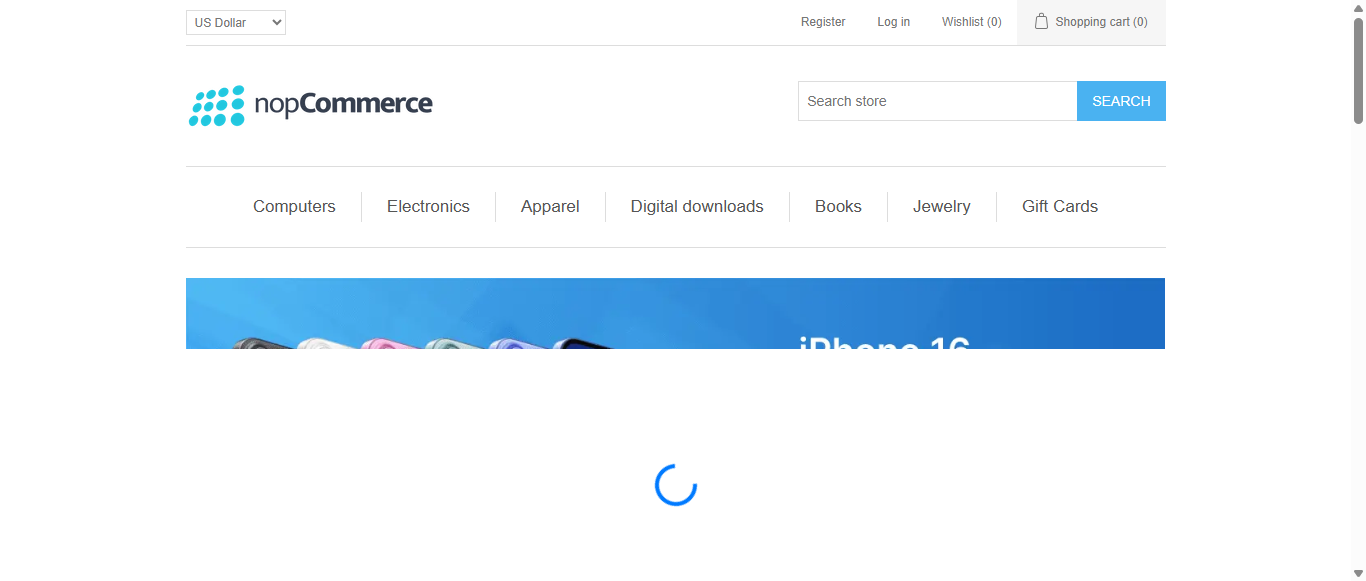 US Dollar
Register Log in Wishlist (0) Shopping cart (0)
nopCommerce
Search store SEARCH
Computers Electronics Apparel Digital downloads Books Jewelry Gift Cards
iPhone 16